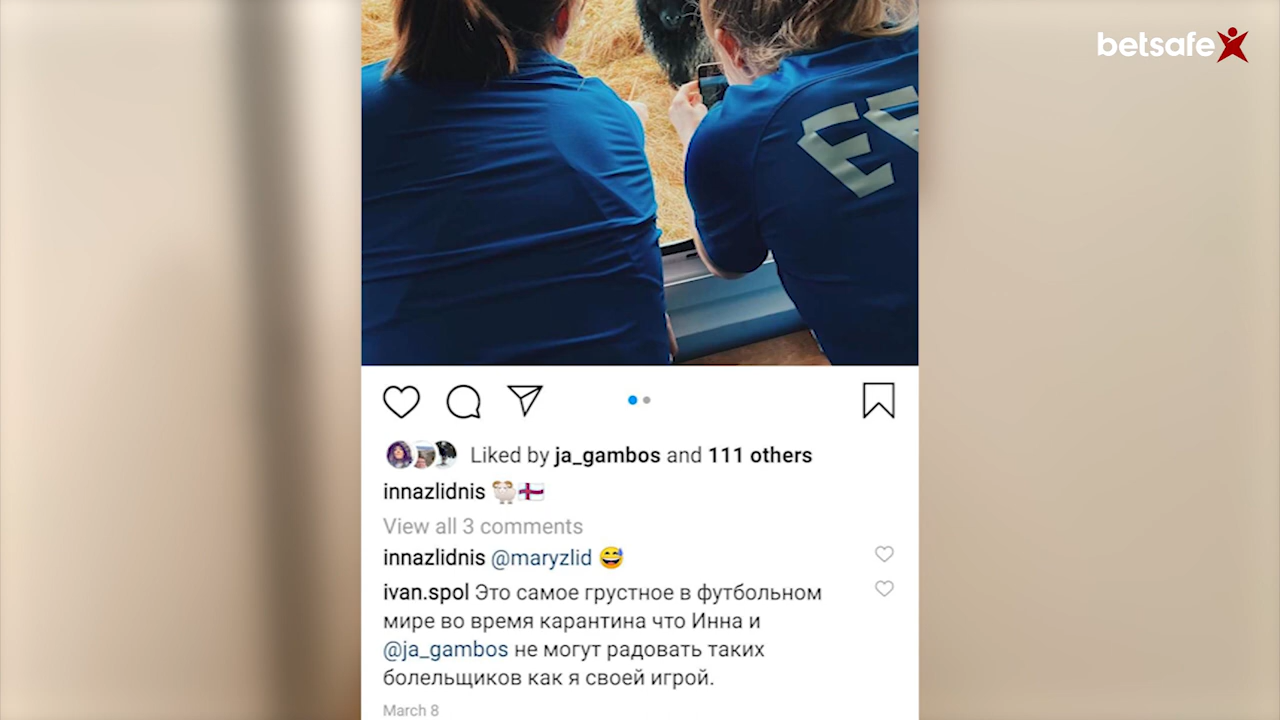 betsafe
Liked by ja_gambos and 111 others
innazlidnis
View all 3 comments
innazlidnis @maryzlid
ivan.spol Это самое грустное в футбольном
мире во время карантина что Инна и
@ja_gambos не могут радовать таких
болельщиков как я своей игрой.
March 8